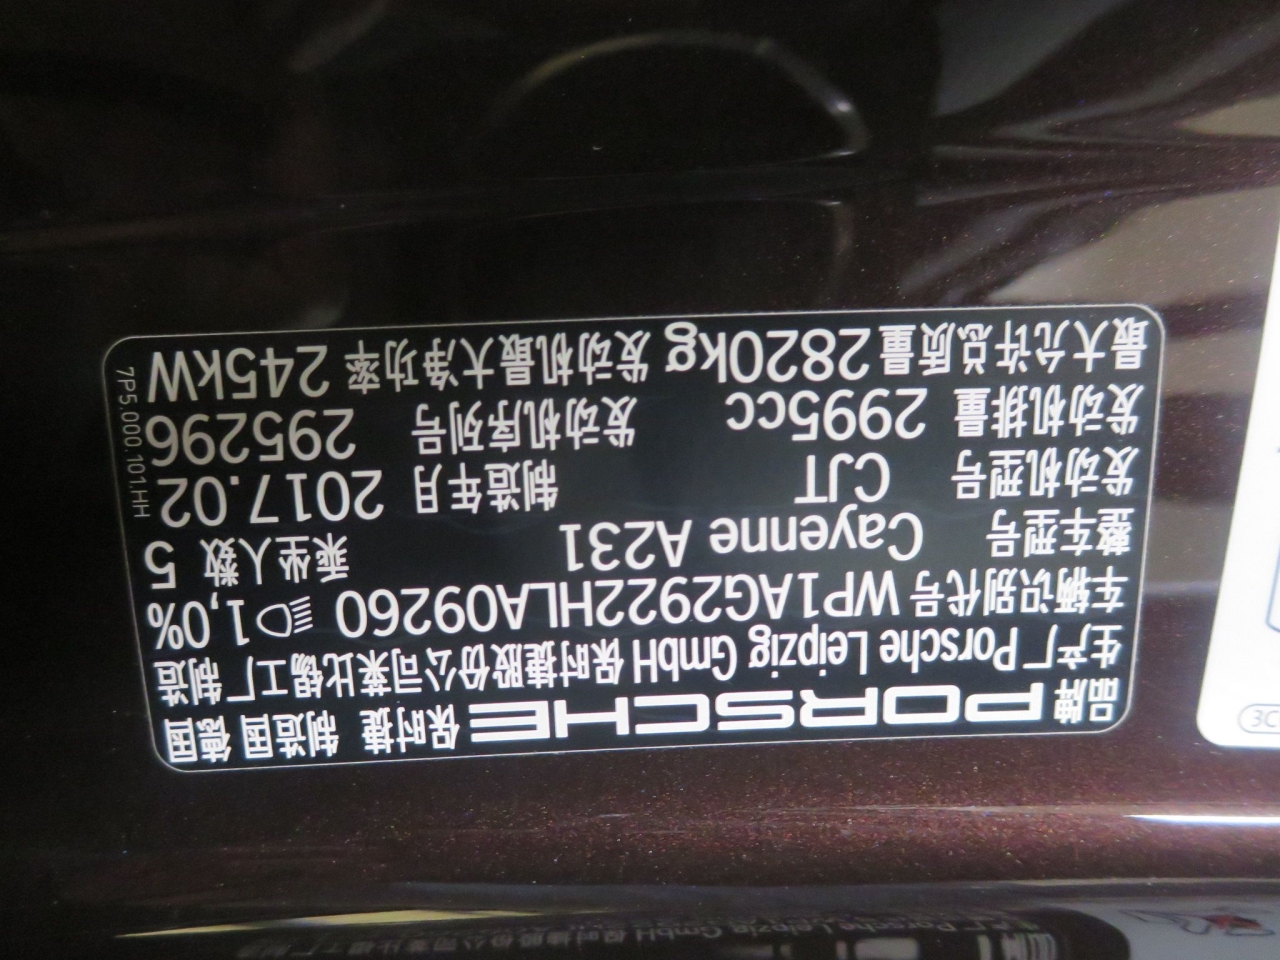 品牌 PORSCHE 保时捷 制造国 德国
生产厂 Porsche Leipzig GmbH 保时捷股份公司莱比锡工厂 制造
车辆识别代号 WP1AG2922HLA09260 1,0%
整车型号 Cayenne A231 乘坐人数 5
发动机型号 CJT 制造年月 2017.02
发动机排量 2995cc 发动机序列号 295296
最大允许总质量 2820kg 发动机最大净功率 245kW
7P5.000.101.HH
3C